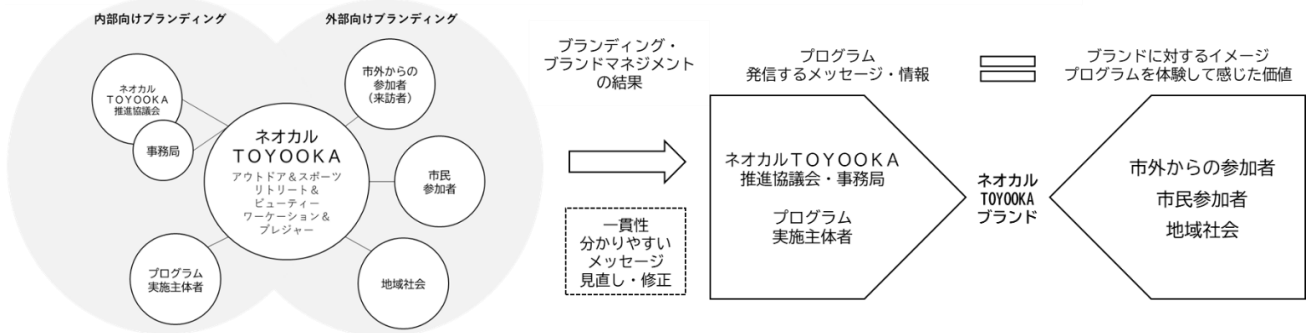 内部向けブランディング
外部向けブランディング
ネオカル
TOYOOKA
推進協議会
事務局
市外からの
参加者
(来訪者)
ネオカル
TOYOOKA
アウトドア＆スポーツ
リトリート＆
ビューティー
ワーケーション＆
プレジャー
市民
参加者
プログラム
実施主体者
地域社会
ブランディング・
ブランドマネジメント
の結果
一貫性
分かりやすい
メッセージ
見直し・修正
プログラム
発信するメッセージ・情報
ネオカルTOYOOKA
推進協議会・事務局
プログラム
実施主体者
ネオカル
TOYOOKA
ブランド
ブランドに対するイメージ
プログラムを体験して感じた価値
市外からの参加者
市民参加者
地域社会